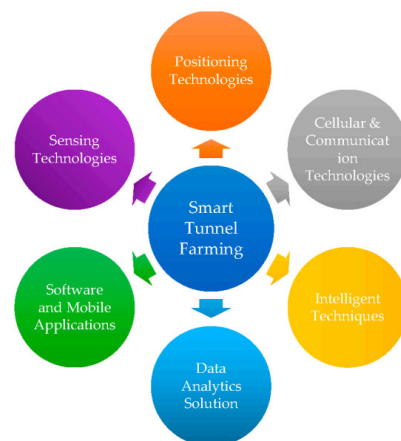 Positioning
Technologies
Sensing
Technologies
Cellular &
Communicat
ion
Technologies
Smart
Tunnel
Farming
Software
and Mobile
Applications
Intelligent
Techniques
Data
Analytics
Solution